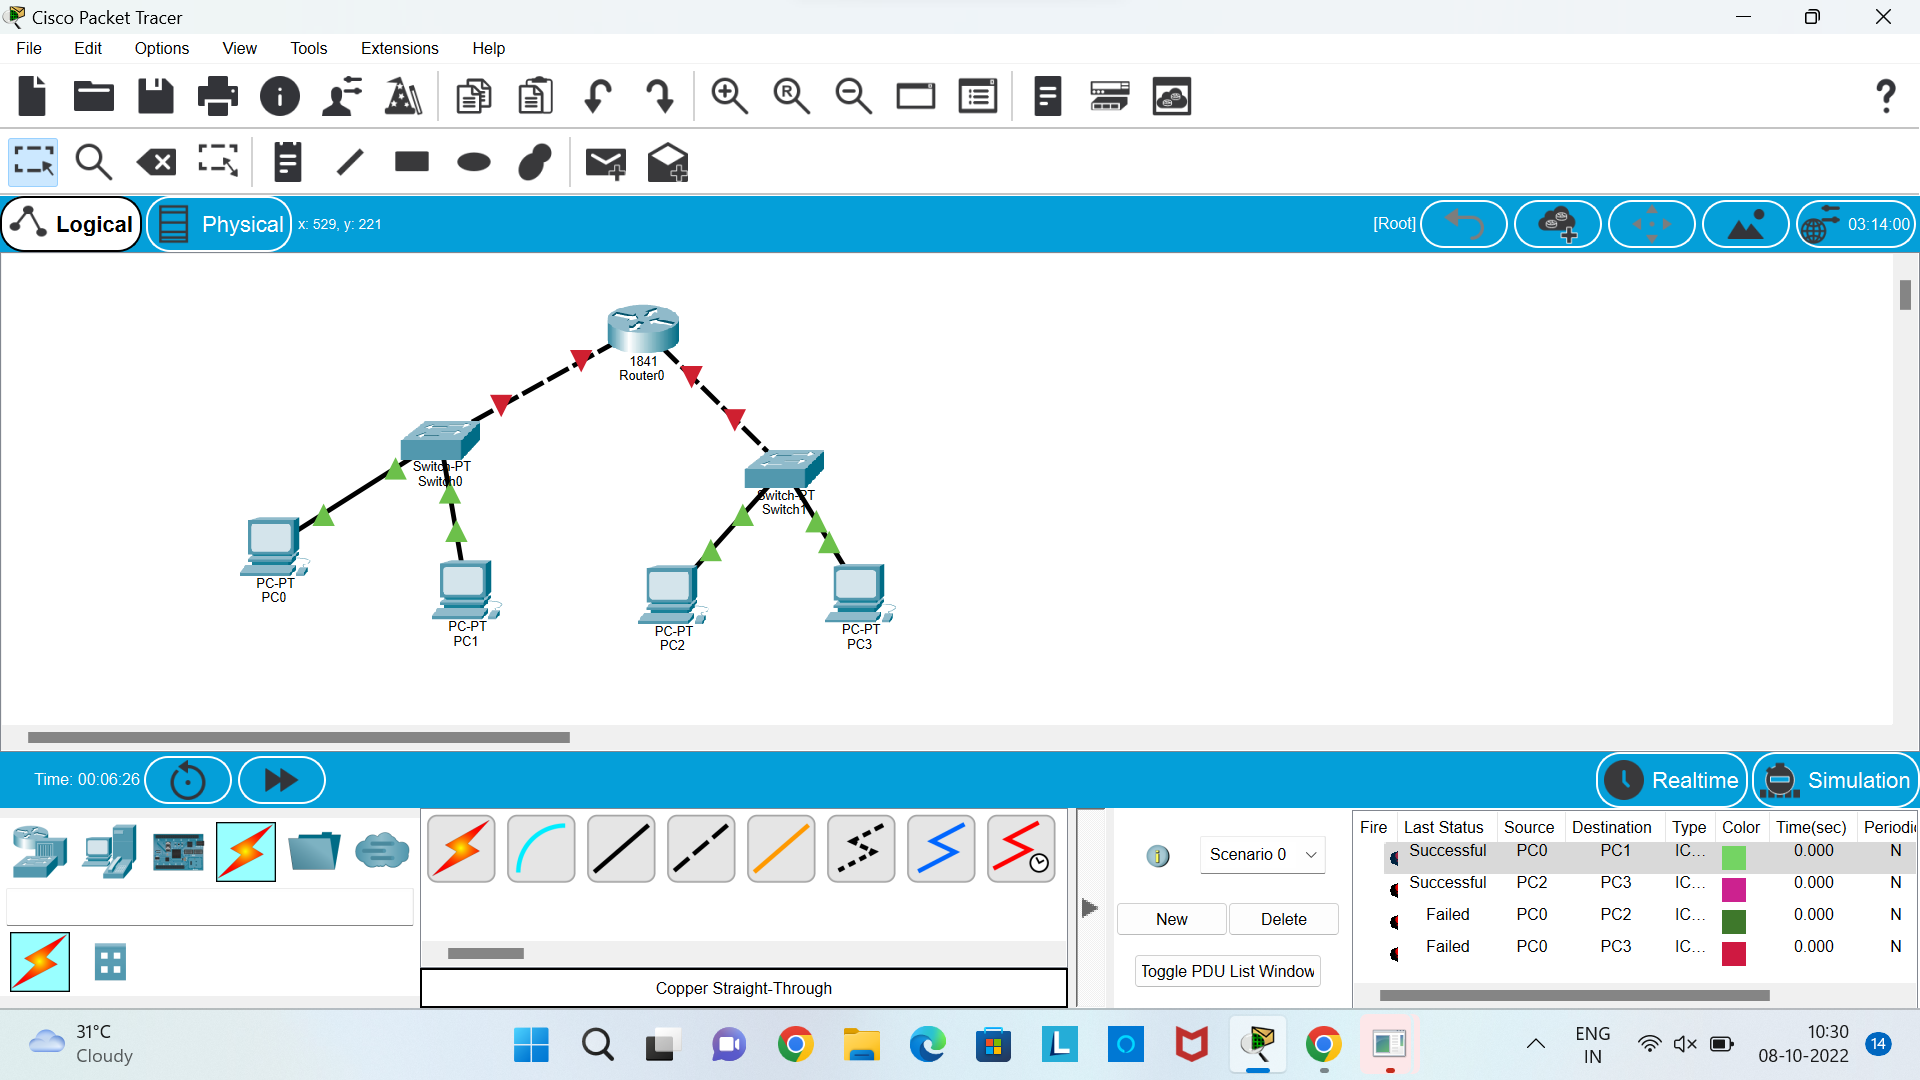 Cisco Packet Tracer
File Edit Options View Tools Extensions Help
Logical Physical x: 529, y: 221 [Root] 03:14:00
1841
Router0
Switch-PT
Switch0
Switch-PT
Switch1
PC-PT
PC0
PC-PT
PC1
PC-PT
PC2
PC-PT
PC3
Time: 00:06:26 Realtime Simulation
Fire Last Status Source Destination Type Color Time(sec) Periodic
Successful PC0 PC1 IC... 0.000 N
Successful PC2 PC3 IC... 0.000 N
Failed PC0 PC2 IC... 0.000 N
Failed PC0 PC3 IC... 0.000 N
Scenario 0
New Delete
Toggle PDU List Window
Copper Straight-Through
31°C
Cloudy
ENG
IN
10:30
08-10-2022
14